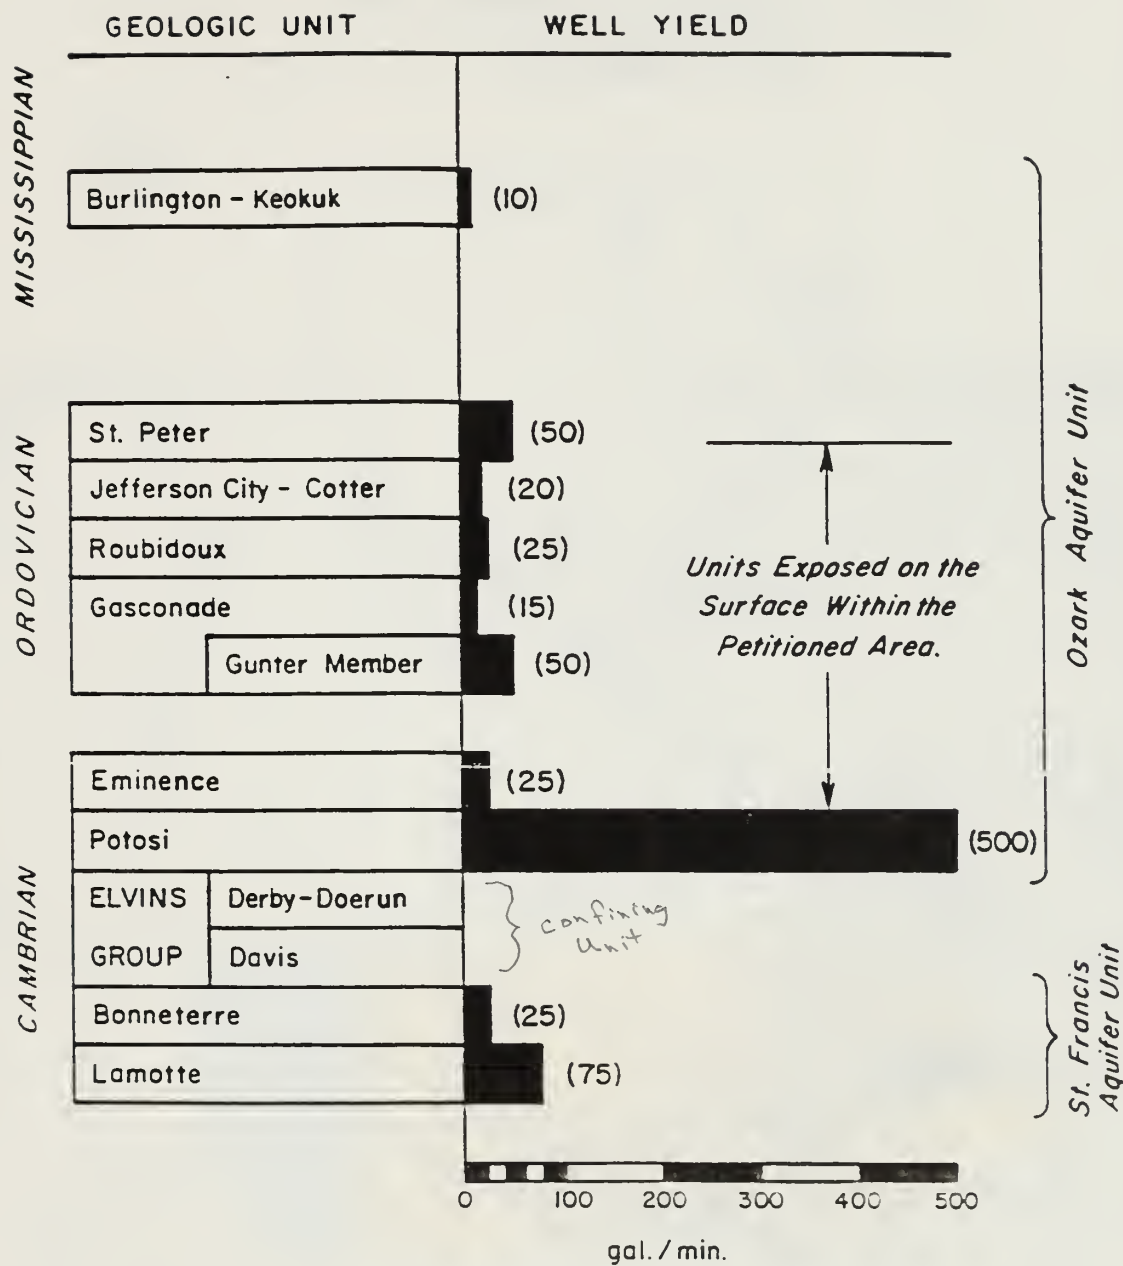 GEOLOGIC UNIT WELL YIELD
MISSISSIPPIAN
Burlington - Keokuk (10)
ORDOVICIAN
St. Peter (50)
Jefferson City - Cotter (20)
Roubidoux (25)
Gasconade (15)
Gunter Member (50)
Units Exposed on the
Surface Within the
Petitioned Area.
Ozark Aquifer Unit
CAMBRIAN
Eminence (25)
Potosi (500)
ELVINS Derby-Doerun
GROUP Davis
confining
Unit
Bonneterre (25)
Lamotte (75)
St. Francis
Aquifer Unit
0 100 200 300 400 500
gal./min.